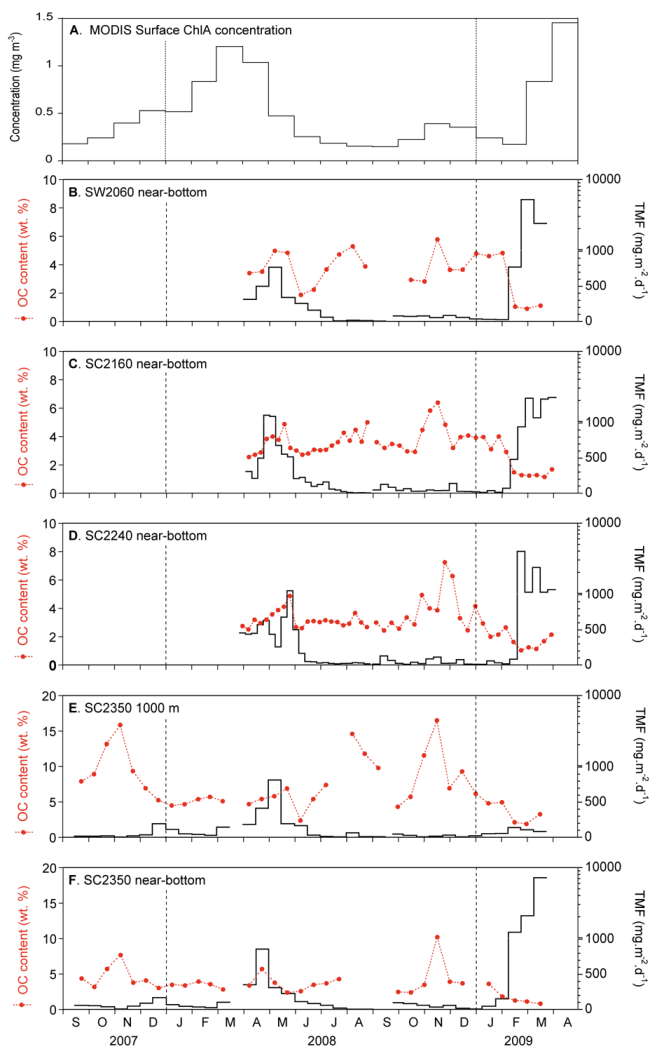 A. MODIS Surface ChlA concentration
Concentration (mg m-3)
1.5
1
0.5
0
B. SW2060 near-bottom
OC content (wt. %)
10
8
6
4
2
0
10000
1000
500
0
TMF (mg.m-2.d-1)
C. SC2160 near-bottom
OC content (wt. %)
10
8
6
4
2
0
10000
1000
500
0
TMF (mg.m-2.d-1)
D. SC2240 near-bottom
OC content (wt. %)
10
8
6
4
2
0
10000
1000
500
0
TMF (mg.m-2.d-1)
E. SC2350 1000 m
OC content (wt. %)
20
15
10
5
0
10000
1000
500
0
TMF (mg.m-2.d-1)
F. SC2350 near-bottom
OC content (wt. %)
20
15
10
5
0
10000
1000
500
0
TMF (mg.m-2.d-1)
S O N D J F M A M J J A S O N D J F M A
2007 2008 2009